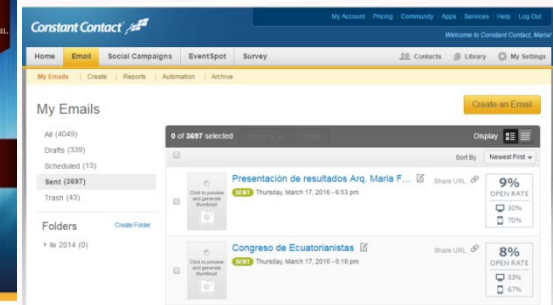 Constant Contact
My Account Pricing Community Apps Services Help Log Out
Welcome to Constant Contact, Maria!
Home Email Social Campaigns EventSpot Survey Contacts Library My Settings
My Emails Create Reports Automation Archive
My Emails
Create an Email
All (4049)
Drafts (339)
Scheduled (13)
Sent (3697)
Trash (43)
Folders Create Folder
2014 (0)
0 of 3697 selected
Display
Sort By Newest First
Click to preview and generate thumbnail
Presentación de resultados Arq. Maria F...
SENT Thursday, March 17, 2016 - 6:53 pm
Share URL
9%
OPEN RATE
30%
70%
Click to preview and generate thumbnail
Congreso de Ecuatorianistas
SENT Thursday, March 17, 2016 - 6:18 pm
Share URL
8%
OPEN RATE
33%
67%